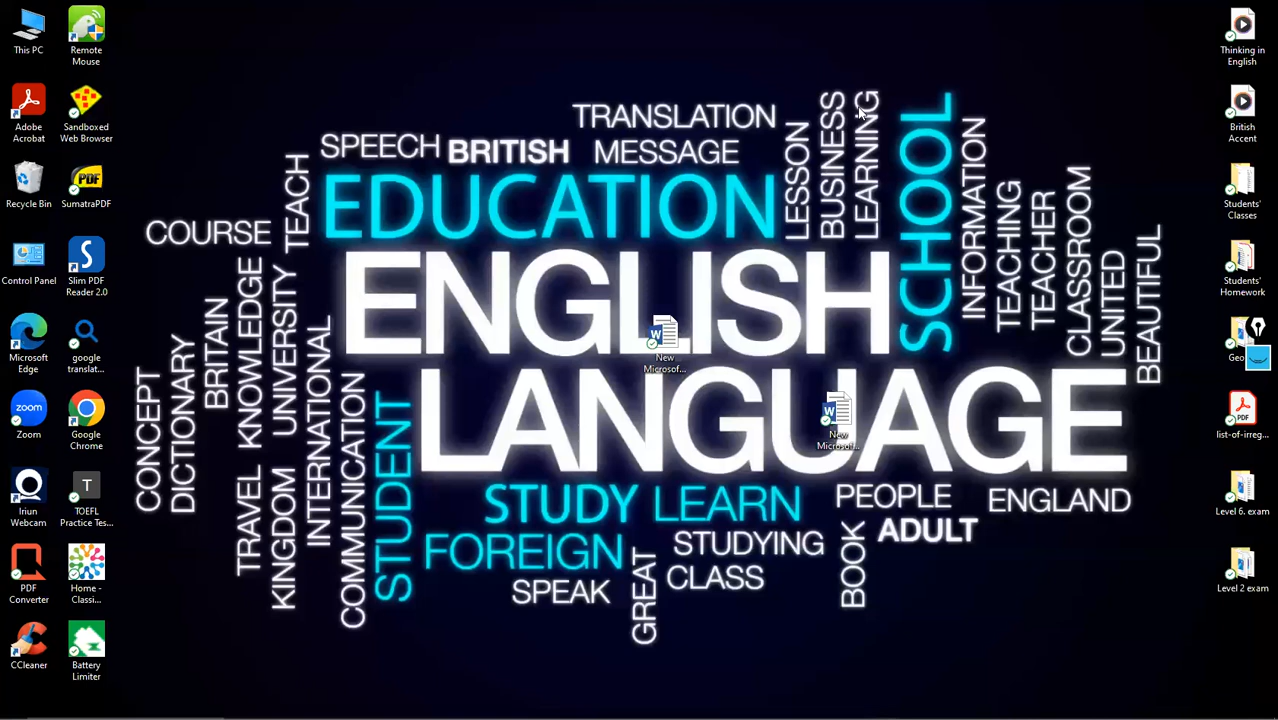 This PC
Remote
Mouse
Adobe
Acrobat
Sandboxed
Web Browser
Recycle Bin
PDF
SumatraPDF
Control Panel
Slim PDF
Reader 2.0
Microsoft
Edge
google
translat...
zoom
Zoom
Google
Chrome
Iriun
Webcam
T
TOEFL
Practice Tes...
PDF
Converter
Home -
Classi...
CCleaner
Battery
Limiter
TRANSLATION
SPEECH
BRITISH
MESSAGE
EDUCATION
TEACH
COURSE
LESSON
BUSINESS
LEARNING
SCHOOL
INFORMATION
TEACHING
TEACHER
CLASSROOM
UNITED
BEAUTIFUL
ENGLISH
LANGUAGE
CONCEPT
DICTIONARY
BRITAIN
KNOWLEDGE
UNIVERSITY
INTERNATIONAL
COMMUNICATION
TRAVEL
KINGDOM
STUDENT
STUDY
LEARN
PEOPLE
ENGLAND
FOREIGN
STUDYING
ADULT
SPEAK
GREAT
CLASS
BOOK
W
New
Microsof...
W
New
Microsof...
Thinking in
English
British
Accent
Students'
Classes
Students'
Homework
PDF
list-of-irreg...
Level 6. exam
Level 2 exam